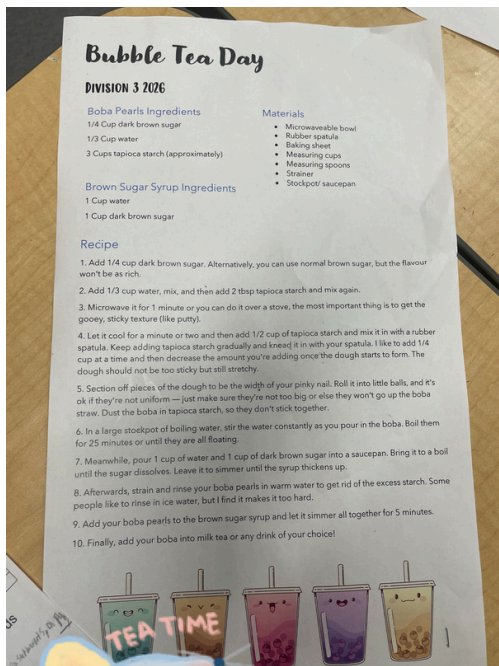 Bubble Tea Day
DIVISION 3 2026
Boba Pearls Ingredients
1/4 Cup dark brown sugar
1/3 Cup water
3 Cups tapioca starch (approximately)
Materials
• Microwaveable bowl
• Rubber spatula
• Baking sheet
• Measuring cups
• Measuring spoons
• Strainer
• Stockpot/ saucepan
Brown Sugar Syrup Ingredients
1 Cup water
1 Cup dark brown sugar
Recipe
1. Add 1/4 cup dark brown sugar. Alternatively, you can use normal brown sugar, but the flavour
won't be as rich.
2. Add 1/3 cup water, mix, and then add 2 tbsp tapioca starch and mix again.
3. Microwave it for 1 minute or you can do it over a stove, the most important thing is to get the
gooey, sticky texture (like putty).
4. Let it cool for a minute or two and then add 1/2 cup of tapioca starch and mix it in with a rubber
spatula. Keep adding tapioca starch gradually and knead it in with your spatula. I like to add 1/4
cup at a time and then decrease the amount you're adding once the dough starts to form. The
dough should not be too sticky but still stretchy.
5. Section off pieces of the dough to be the width of your pinky nail. Roll it into little balls, and it's
ok if they're not uniform — just make sure they're not too big or else they won't go up the boba
straw. Dust the boba in tapioca starch, so they don't stick together.
6. In a large stockpot of boiling water, stir the water constantly as you pour in the boba. Boil them
for 25 minutes or until they are all floating.
7. Meanwhile, pour 1 cup of water and 1 cup of dark brown sugar into a saucepan. Bring it to a boil
until the sugar dissolves. Leave it to simmer until the syrup thickens up.
8. Afterwards, strain and rinse your boba pearls in warm water to get rid of the excess starch. Some
people like to rinse in ice water, but I find it makes it too hard.
9. Add your boba pearls to the brown sugar syrup and let it simmer all together for 5 minutes.
10. Finally, add your boba into milk tea or any drink of your choice!
TEA TIME